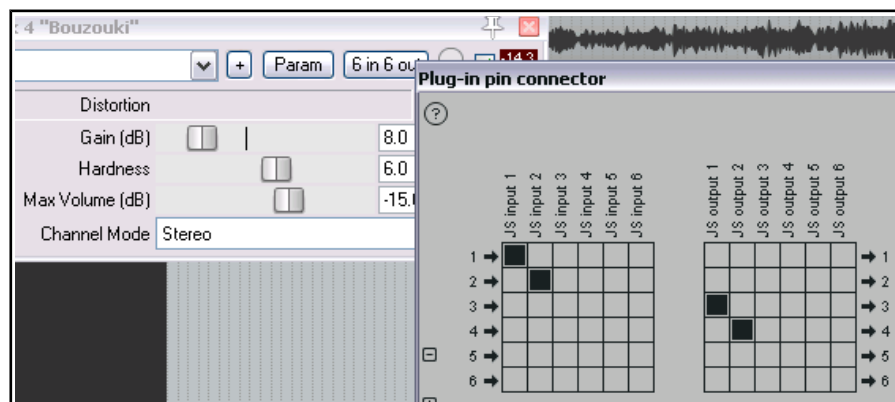 4 "Bouzouki"
+ Param 6 in 6 out -14.3
Plug-in pin connector
?
Distortion
Gain (dB) 8.0
Hardness 6.0
Max Volume (dB) -15.
Channel Mode Stereo
JS input 1 JS input 2 JS input 3 JS input 4 JS input 5 JS input 6
JS output 1 JS output 2 JS output 3 JS output 4 JS output 5 JS output 6
1 1
2 2
3 3
4 4
5 5
6 6